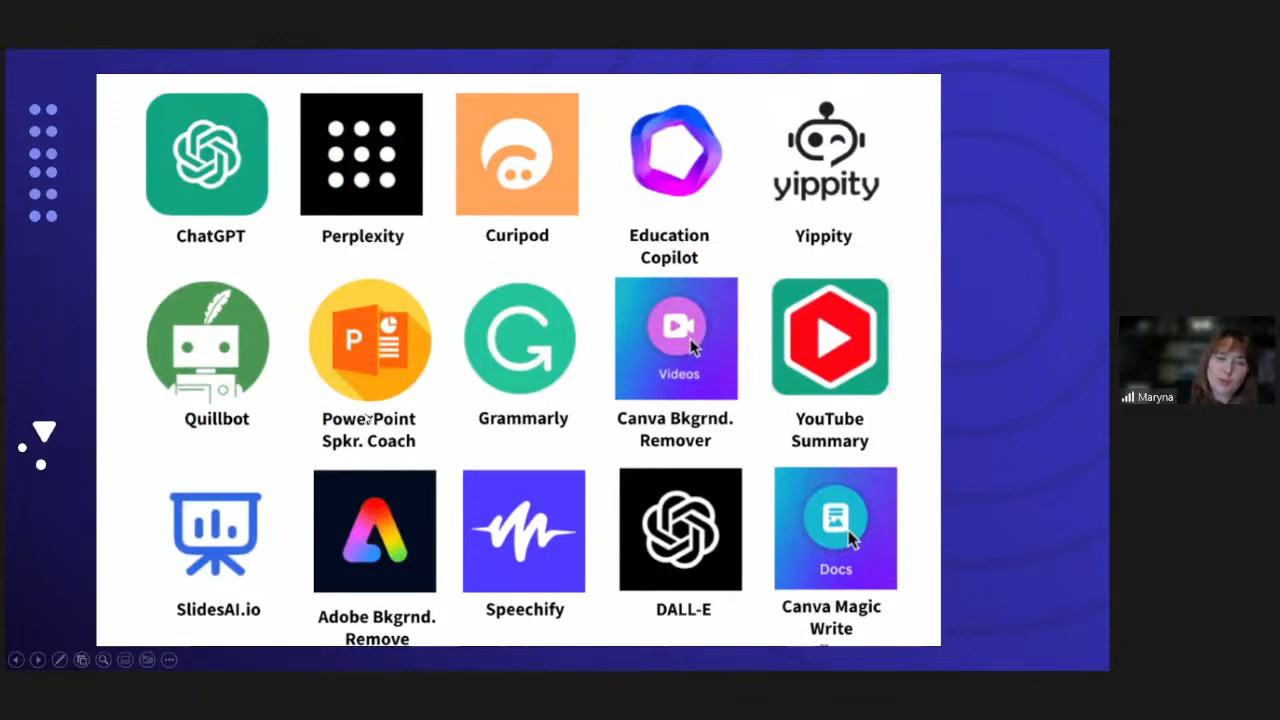 yippity
ChatGPT
Perplexity
Curipod
Education
Copilot
Yippity
P
Videos
Quillbot
PowerPoint
Spkr. Coach
Grammarly
Canva Bkgrnd.
Remover
YouTube
Summary
Docs
SlidesAI.io
Adobe Bkgrnd.
Remove
Speechify
DALL-E
Canva Magic
Write
Maryna